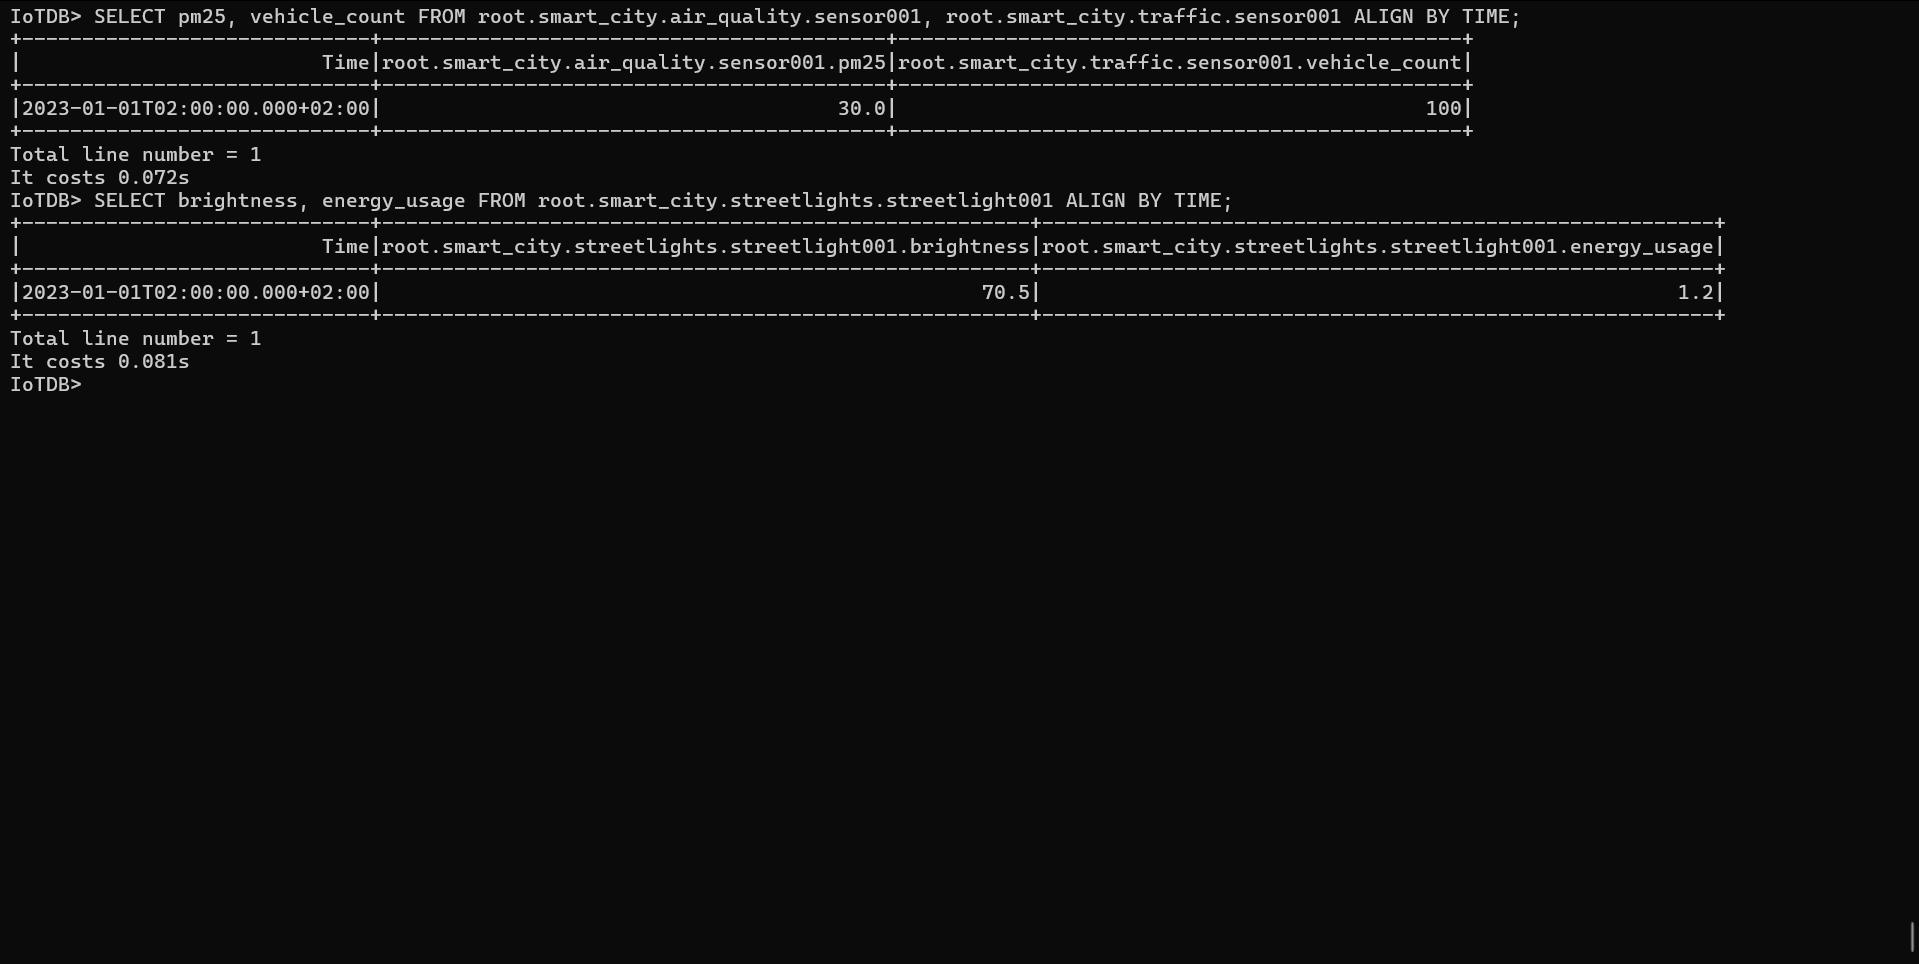 IoTDB> SELECT pm25, vehicle_count FROM root.smart_city.air_quality.sensor001, root.smart_city.traffic.sensor001 ALIGN BY TIME;
+-----------------------------+------------------------------------------+-----------------------------------------------+
|                         Time|root.smart_city.air_quality.sensor001.pm25|root.smart_city.traffic.sensor001.vehicle_count|
+-----------------------------+------------------------------------------+-----------------------------------------------+
|2023-01-01T02:00:00.000+02:00|                                      30.0|                                            100|
+-----------------------------+------------------------------------------+-----------------------------------------------+
Total line number = 1
It costs 0.072s
IoTDB> SELECT brightness, energy_usage FROM root.smart_city.streetlights.streetlight001 ALIGN BY TIME;
+-----------------------------+------------------------------------------------------+--------------------------------------------------------+
|                         Time|root.smart_city.streetlights.streetlight001.brightness|root.smart_city.streetlights.streetlight001.energy_usage|
+-----------------------------+------------------------------------------------------+--------------------------------------------------------+
|2023-01-01T02:00:00.000+02:00|                                                  70.5|                                                     1.2|
+-----------------------------+------------------------------------------------------+--------------------------------------------------------+
Total line number = 1
It costs 0.081s
IoTDB>